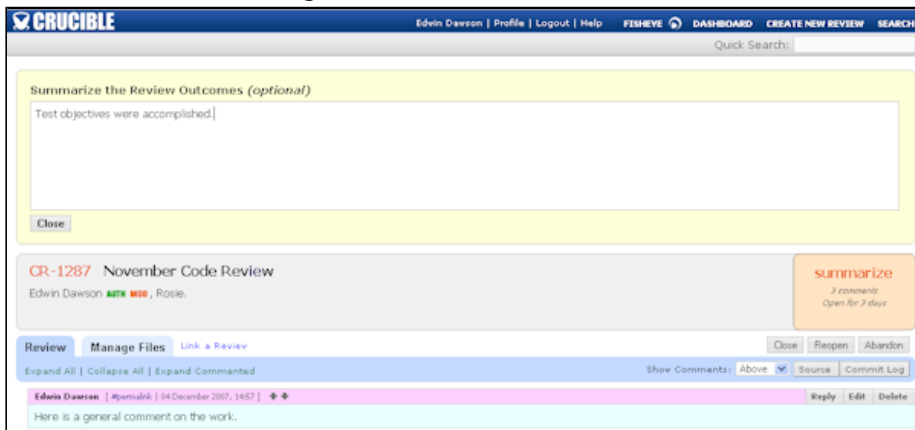 CRUCIBLE Edwin Dawson | Profile | Logout | Help FISHEYE DASHBOARD CREATE NEW REVIEW SEARCH
Quick Search:
Summarize the Review Outcomes (optional)
Test objectives were accomplished.
Close
CR-1287 November Code Review summarize
Edwin Dawson AUTH MOD , Rosie. 3 comments
Open for 3 days
Review Manage Files Link a Review Close Reopen Abandon
Expand All | Collapse All | Expand Commented Show Comments: Above Source Commit Log
Edwin Dawson [ #permalink | 04 December 2007, 14:57 ] Reply Edit Delete
Here is a general comment on the work.